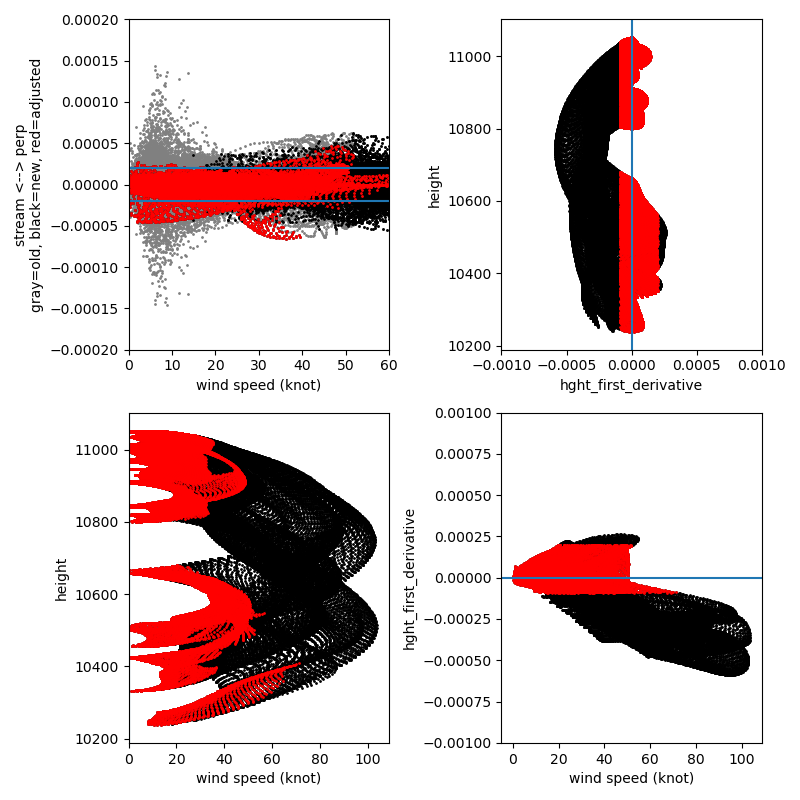 0.00020
0.00015
0.00010
0.00005
0.00000
−0.00005
−0.00010
−0.00015
−0.00020
0 10 20 30 40 50 60
wind speed (knot)
stream <--> perp
gray=old, black=new, red=adjusted
11000
10800
10600
10400
10200
−0.0010 −0.0005 0.0000 0.0005 0.0010
hght_first_derivative
height
11000
10800
10600
10400
10200
0 20 40 60 80 100
wind speed (knot)
height
0.00100
0.00075
0.00050
0.00025
0.00000
−0.00025
−0.00050
−0.00075
−0.00100
0 20 40 60 80 100
wind speed (knot)
hght_first_derivative